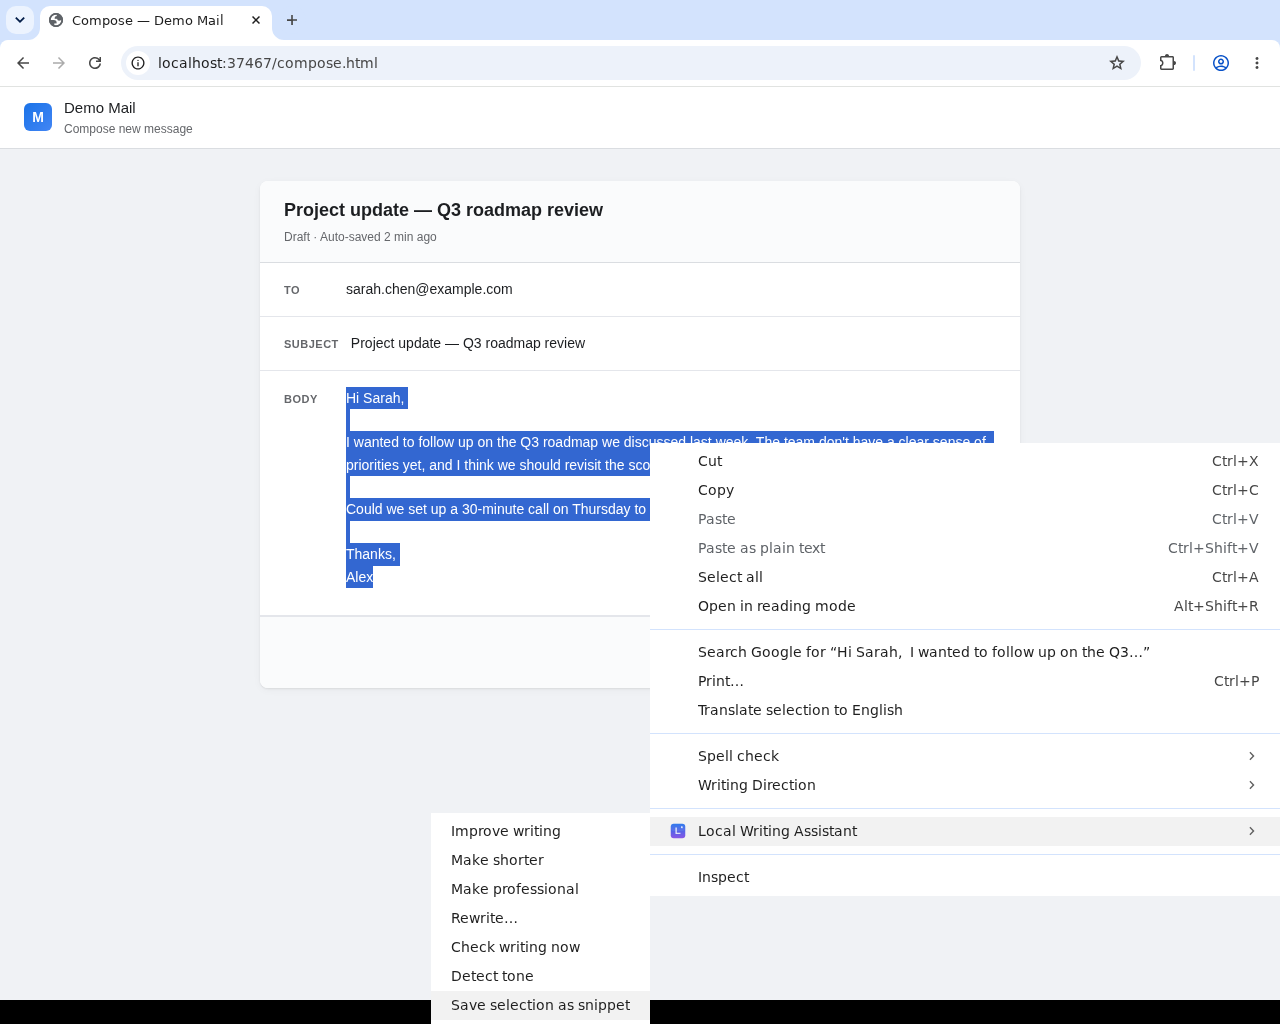 Compose — Demo Mail
localhost:37467/compose.html
M
Demo Mail
Compose new message
Project update — Q3 roadmap review
Draft · Auto-saved 2 min ago
TO
sarah.chen@example.com
SUBJECT
Project update — Q3 roadmap review
BODY
Hi Sarah,
I wanted to follow up on the Q3 roadmap we discussed last week. The team don't have a clear sense of
priorities yet, and I think we should revisit the sco
Could we set up a 30-minute call on Thursday to
Thanks,
Alex
Cut Ctrl+X
Copy Ctrl+C
Paste Ctrl+V
Paste as plain text Ctrl+Shift+V
Select all Ctrl+A
Open in reading mode Alt+Shift+R
Search Google for “Hi Sarah,  I wanted to follow up on the Q3…”
Print… Ctrl+P
Translate selection to English
Spell check
Writing Direction
L Local Writing Assistant
Inspect
Improve writing
Make shorter
Make professional
Rewrite…
Check writing now
Detect tone
Save selection as snippet